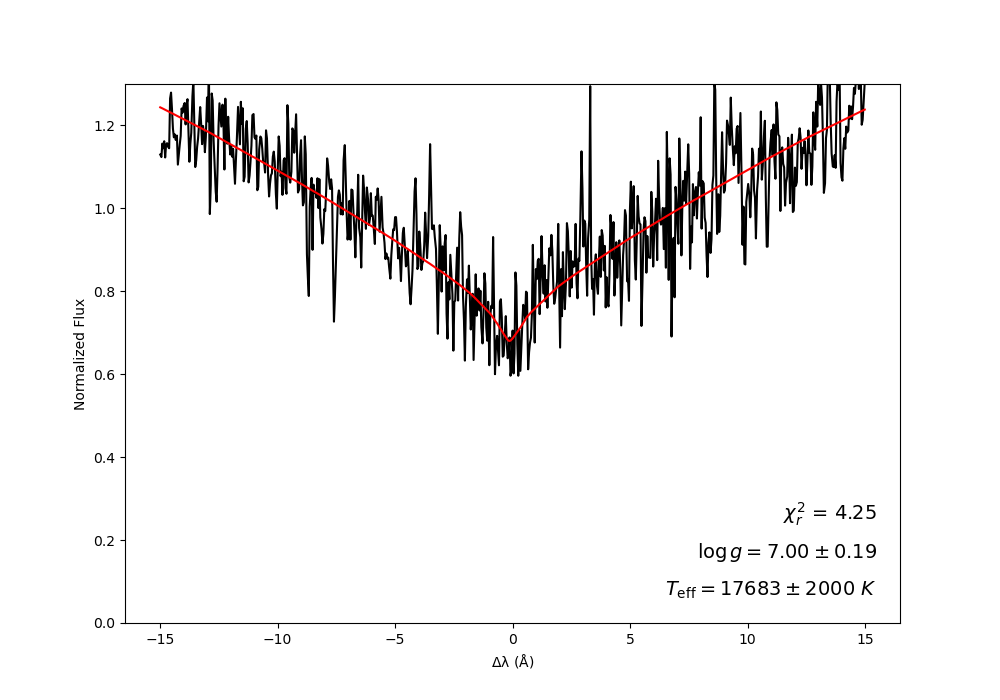 1.2
1.0
0.8
0.6
0.4
0.2
0.0
Normalized Flux
χ²ᵣ = 4.25
log g = 7.00 ± 0.19
T_eff = 17683 ± 2000 K
−15
−10
−5
0
5
10
15
Δλ (Å)